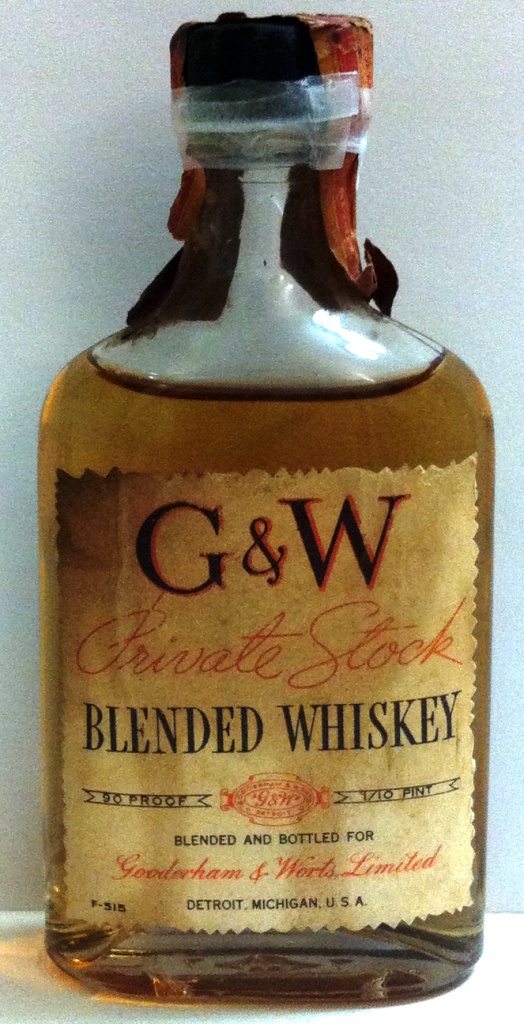 G&W
Private Stock
BLENDED WHISKEY
90 PROOF
G&W
DETROIT
1/10 PINT
BLENDED AND BOTTLED FOR
Gooderham & Worts, Limited
F-515
DETROIT, MICHIGAN, U.S.A.